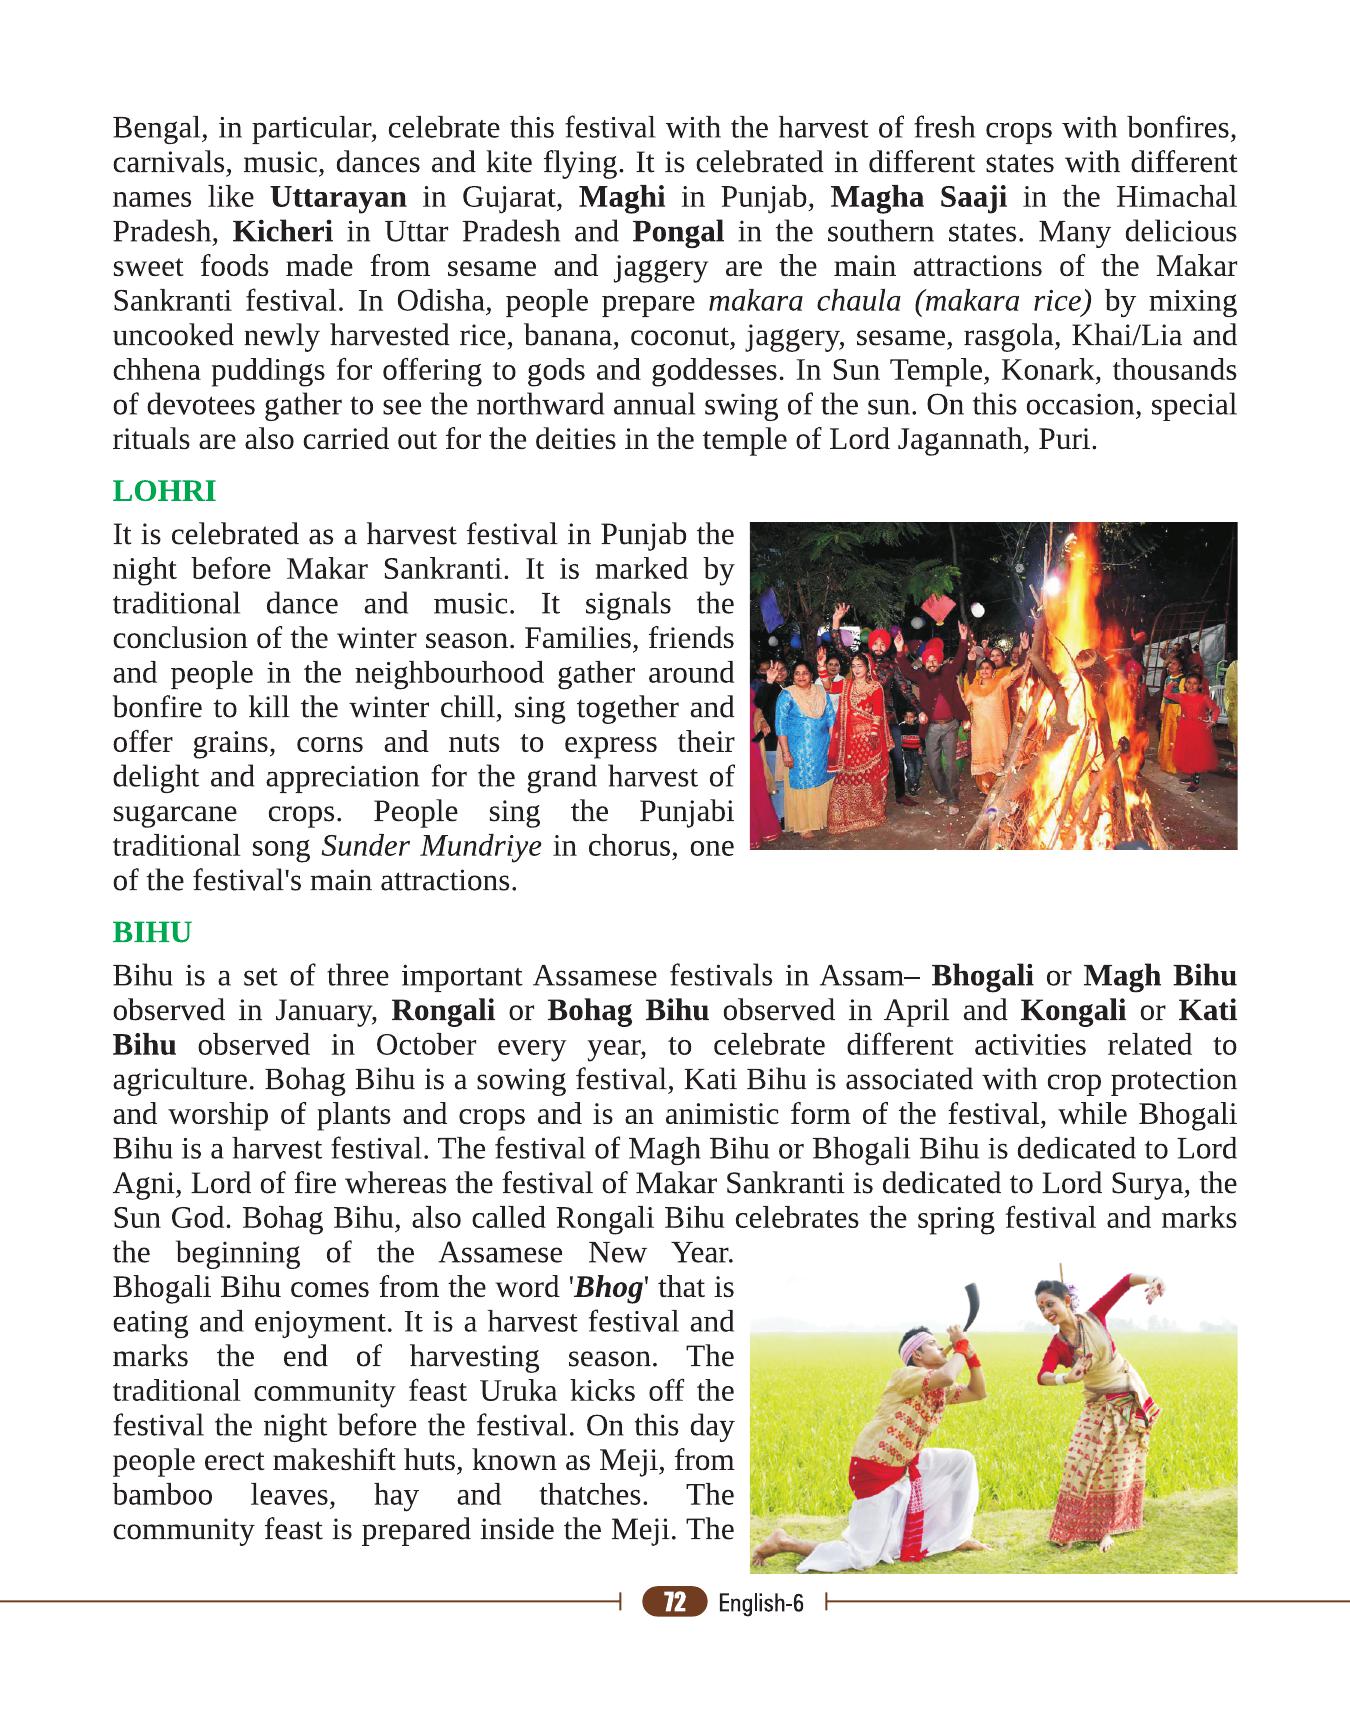 Bengal, in particular, celebrate this festival with the harvest of fresh crops with bonfires,
carnivals, music, dances and kite flying. It is celebrated in different states with different
names like Uttarayan in Gujarat, Maghi in Punjab, Magha Saaji in the Himachal
Pradesh, Kicheri in Uttar Pradesh and Pongal in the southern states. Many delicious
sweet foods made from sesame and jaggery are the main attractions of the Makar
Sankranti festival. In Odisha, people prepare makara chaula (makara rice) by mixing
uncooked newly harvested rice, banana, coconut, jaggery, sesame, rasgola, Khai/Lia and
chhena puddings for offering to gods and goddesses. In Sun Temple, Konark, thousands
of devotees gather to see the northward annual swing of the sun. On this occasion, special
rituals are also carried out for the deities in the temple of Lord Jagannath, Puri.
LOHRI
It is celebrated as a harvest festival in Punjab the
night before Makar Sankranti. It is marked by
traditional dance and music. It signals the
conclusion of the winter season. Families, friends
and people in the neighbourhood gather around
bonfire to kill the winter chill, sing together and
offer grains, corns and nuts to express their
delight and appreciation for the grand harvest of
sugarcane crops. People sing the Punjabi
traditional song Sunder Mundriye in chorus, one
of the festival's main attractions.
BIHU
Bihu is a set of three important Assamese festivals in Assam– Bhogali or Magh Bihu
observed in January, Rongali or Bohag Bihu observed in April and Kongali or Kati
Bihu observed in October every year, to celebrate different activities related to
agriculture. Bohag Bihu is a sowing festival, Kati Bihu is associated with crop protection
and worship of plants and crops and is an animistic form of the festival, while Bhogali
Bihu is a harvest festival. The festival of Magh Bihu or Bhogali Bihu is dedicated to Lord
Agni, Lord of fire whereas the festival of Makar Sankranti is dedicated to Lord Surya, the
Sun God. Bohag Bihu, also called Rongali Bihu celebrates the spring festival and marks
the beginning of the Assamese New Year.
Bhogali Bihu comes from the word 'Bhog' that is
eating and enjoyment. It is a harvest festival and
marks the end of harvesting season. The
traditional community feast Uruka kicks off the
festival the night before the festival. On this day
people erect makeshift huts, known as Meji, from
bamboo leaves, hay and thatches. The
community feast is prepared inside the Meji. The
72 English-6